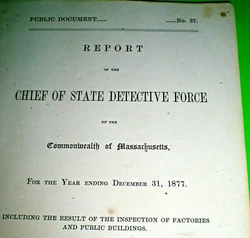 PUBLIC DOCUMENT—— ——No. 37.
REPORT
OF THE
CHIEF OF STATE DETECTIVE FORCE
OF THE
Commonwealth of Massachusetts,
FOR THE YEAR ENDING DECEMBER 31, 1877.
INCLUDING THE RESULT OF THE INSPECTION OF FACTORIES
AND PUBLIC BUILDINGS.